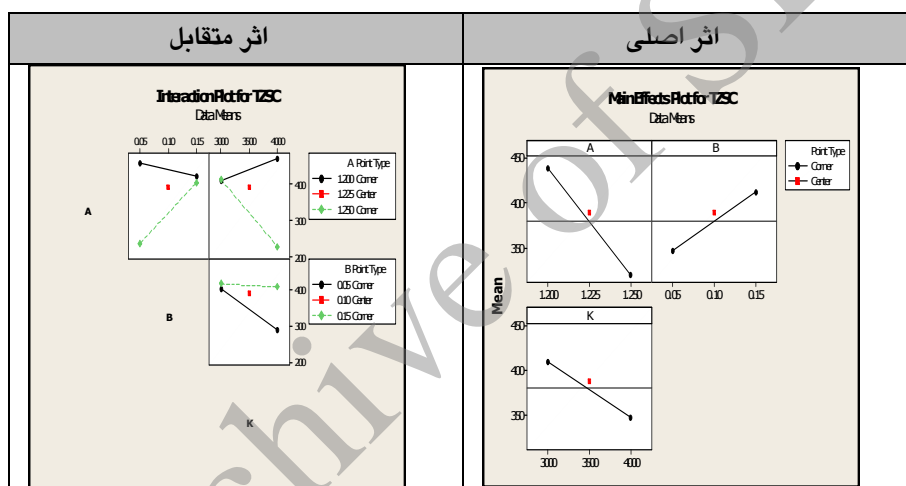 اثر اصلی
اثر متقابل
Main Effects Plot for TZSC
Data Means
A B
Point Type
Corner
Center
450
400
350
1.200 1.225 1.250 0.05 0.10 0.15
Mean
K
450
400
350
3000 3500 4000
Interaction Plot for TZSC
Data Means
0.05 0.10 0.15 3000 3500 4000
A Point Type
1.200 Corner
1.225 Center
1.250 Corner
400
300
200
A
B Point Type
0.05 Corner
0.10 Center
0.15 Corner
400
300
200
B
K
chive of S